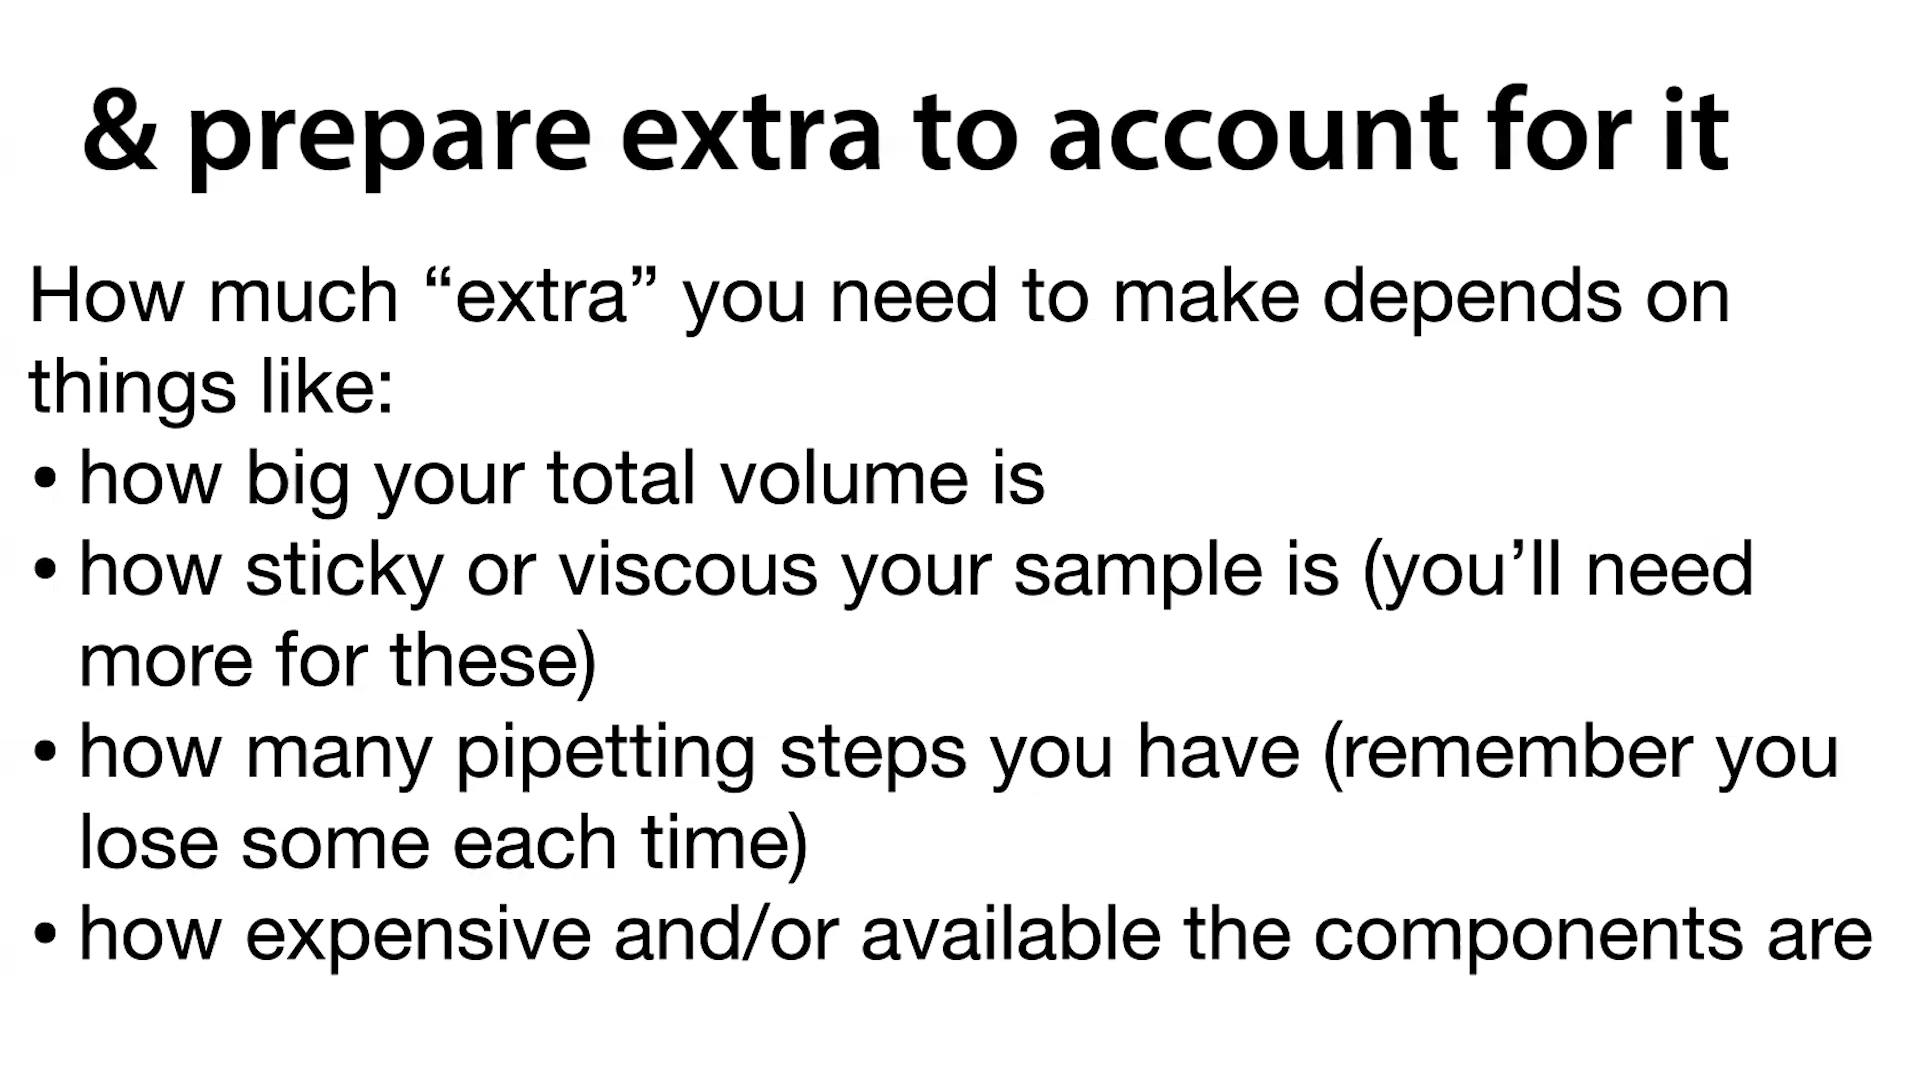 & prepare extra to account for it
How much “extra” you need to make depends on
things like:
• how big your total volume is
• how sticky or viscous your sample is (you’ll need
more for these)
• how many pipetting steps you have (remember you
lose some each time)
• how expensive and/or available the components are